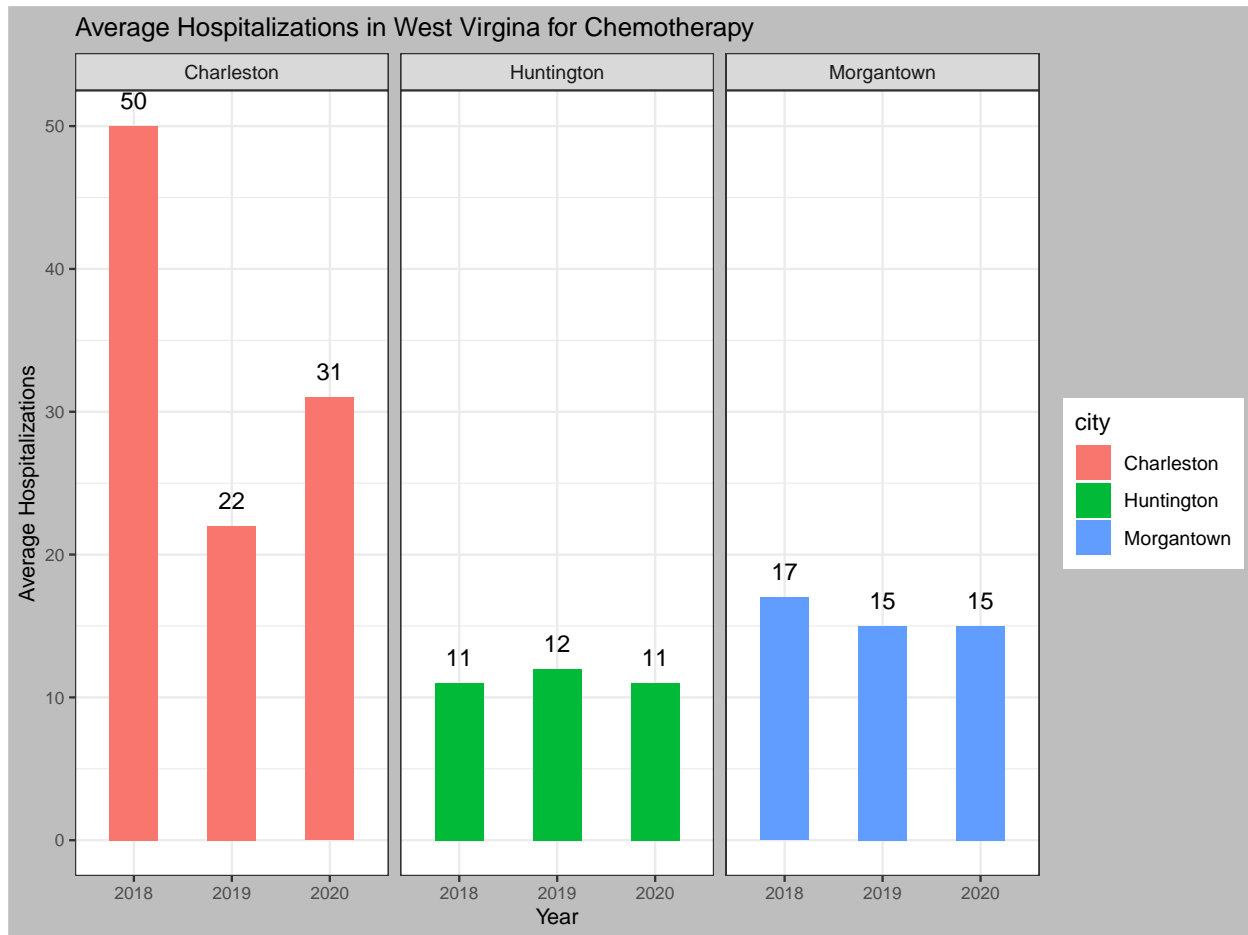 Average Hospitalizations in West Virgina for Chemotherapy
Charleston
Huntington
Morgantown
50
22
31
11
12
11
17
15
15
50
40
30
20
10
0
Average Hospitalizations
2018 2019 2020
2018 2019 2020
2018 2019 2020
Year
city
Charleston
Huntington
Morgantown